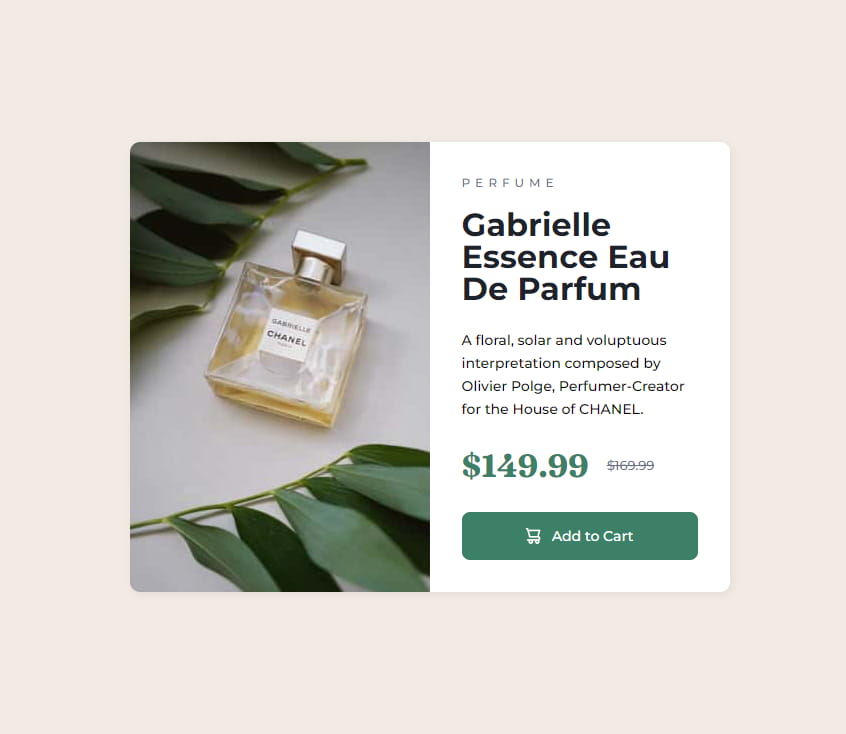 GABRIELLE
CHANEL
PERFUME
Gabrielle
Essence Eau
De Parfum
A floral, solar and voluptuous
interpretation composed by
Olivier Polge, Perfumer-Creator
for the House of CHANEL.
$149.99 $169.99
Add to Cart